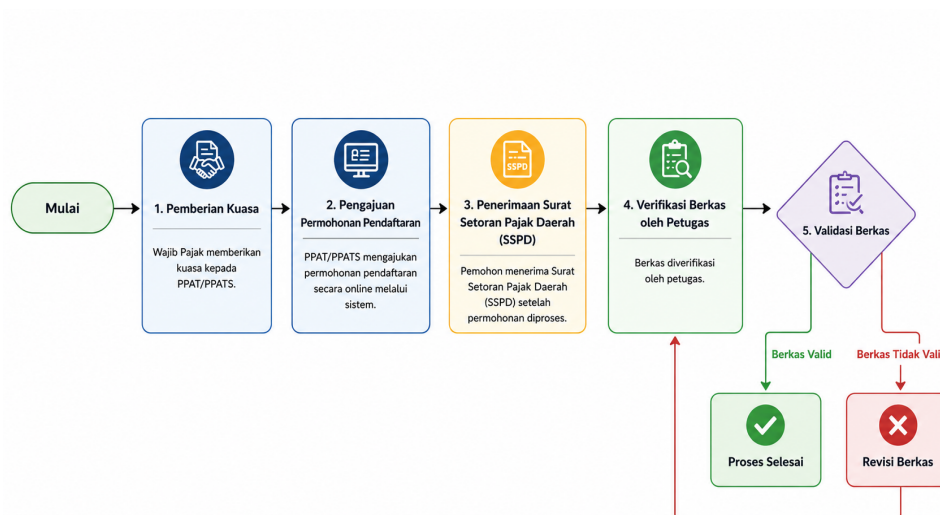 Mulai
1. Pemberian Kuasa
Wajib Pajak memberikan
kuasa kepada
PPAT/PPATS.
2. Pengajuan
Permohonan Pendaftaran
PPAT/PPATS mengajukan
permohonan pendaftaran
secara online melalui
sistem.
SSPD
3. Penerimaan Surat
Setoran Pajak Daerah
(SSPD)
Pemohon menerima Surat
Setoran Pajak Daerah
(SSPD) setelah
permohonan diproses.
4. Verifikasi Berkas
oleh Petugas
Berkas diverifikasi
oleh petugas.
5. Validasi Berkas
Berkas Valid
Berkas Tidak Vali
Proses Selesai
Revisi Berkas